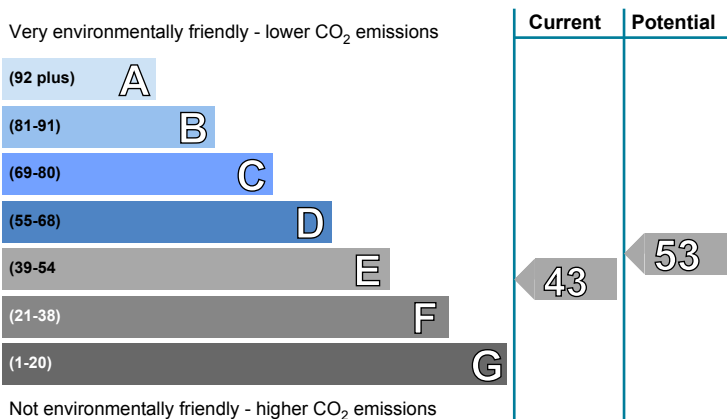 Current Potential
Very environmentally friendly - lower CO2 emissions
(92 plus) A
(81-91) B
(69-80) C
(55-68) D
(39-54 E
(21-38) F
(1-20) G
43
53
Not environmentally friendly - higher CO2 emissions